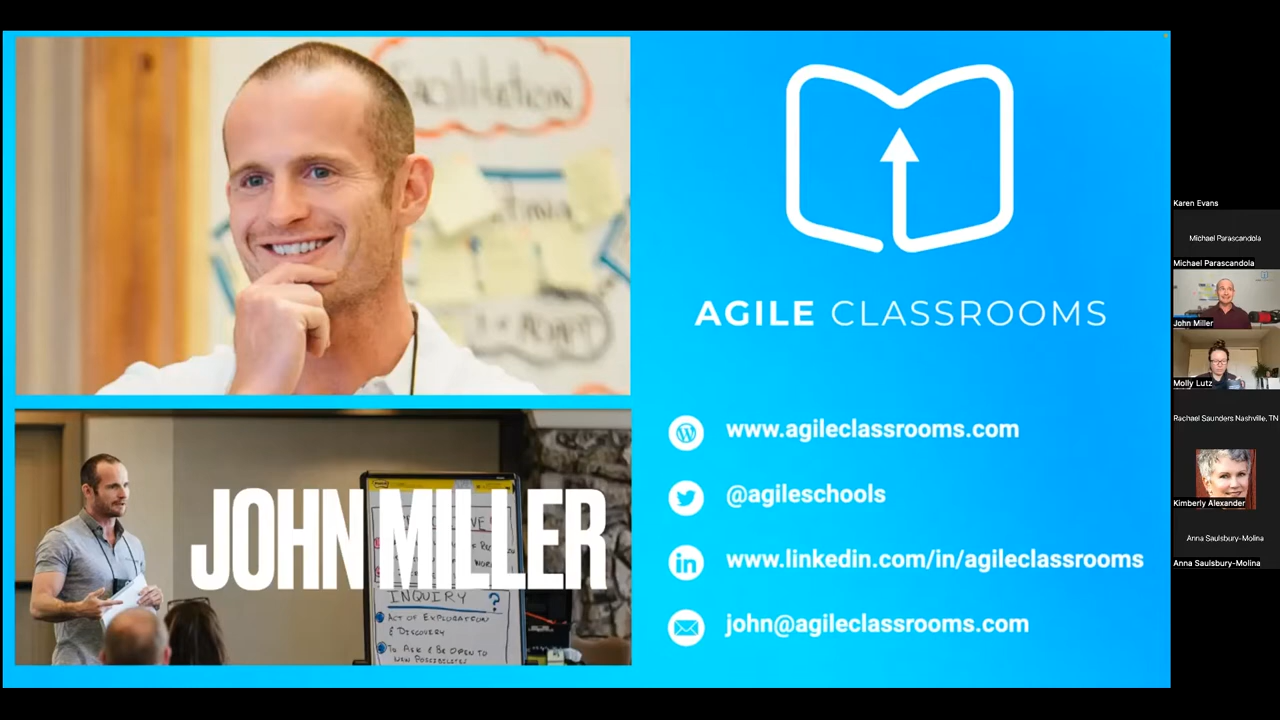 Facilitation
ADAPT
JOHN MILLER
INQUIRY ?
ACT OF EXPLORATION
& DISCOVERY
TO ASK & BE OPEN TO
NEW POSSIBILITIES
AGILE CLASSROOMS
www.agileclassrooms.com
@agileschools
www.linkedin.com/in/agileclassrooms
john@agileclassrooms.com
Karen Evans
Michael Parascandola
Michael Parascandola
John Miller
Molly Lutz
Rachael Saunders Nashville, TN
Kimberly Alexander
Anna Saulsbury-Molina
Anna Saulsbury-Molina